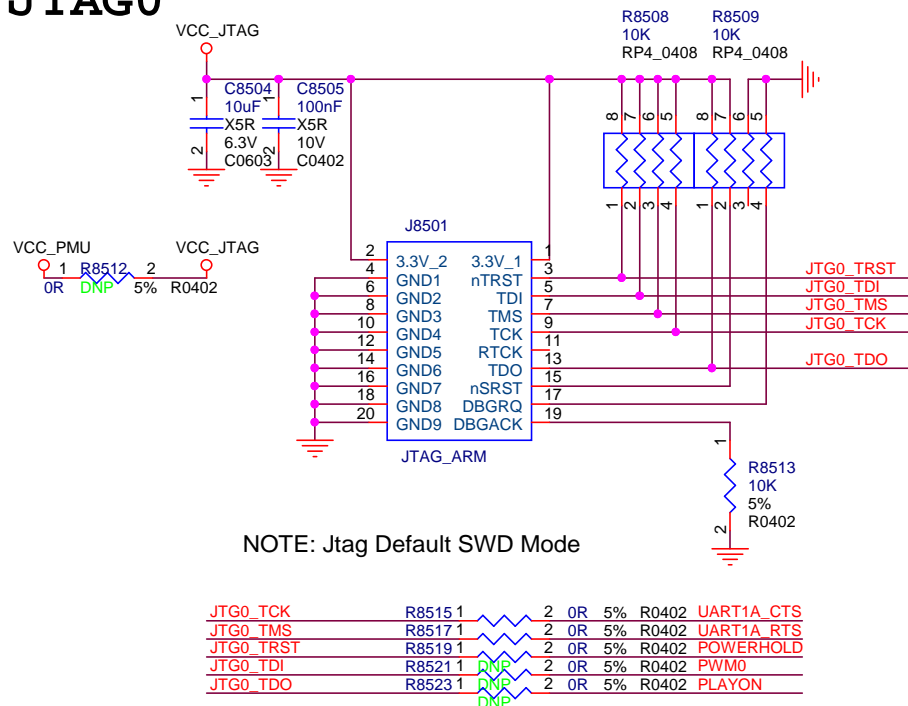 JTAG0
VCC_JTAG
R8508 R8509
10K 10K
RP4_0408 RP4_0408
C8504 C8505
10uF 100nF
X5R X5R
6.3V 10V
C0603 C0402
1 2 1 2
8 7 6 5 8 7 6 5
1 2 3 4 1 2 3 4
VCC_PMU VCC_JTAG
1 R8512 2
0R DNP 5% R0402
J8501
2 3.3V_2 3.3V_1 1
4 GND1 nTRST 3 JTG0_TRST
6 GND2 TDI 5 JTG0_TDI
8 GND3 TMS 7 JTG0_TMS
10 GND4 TCK 9 JTG0_TCK
12 GND5 RTCK 11
14 GND6 TDO 13 JTG0_TDO
16 GND7 nSRST 15
18 GND8 DBGRQ 17
20 GND9 DBGACK 19
JTAG_ARM
1 2
R8513
10K
5%
R0402
NOTE: Jtag Default SWD Mode
JTG0_TCK R8515 1 2 0R 5% R0402 UART1A_CTS
JTG0_TMS R8517 1 2 0R 5% R0402 UART1A_RTS
JTG0_TRST R8519 1 2 0R 5% R0402 POWERHOLD
DNP
JTG0_TDI R8521 1 2 0R 5% R0402 PWM0
DNP
JTG0_TDO R8523 1 2 0R 5% R0402 PLAYON
DNP